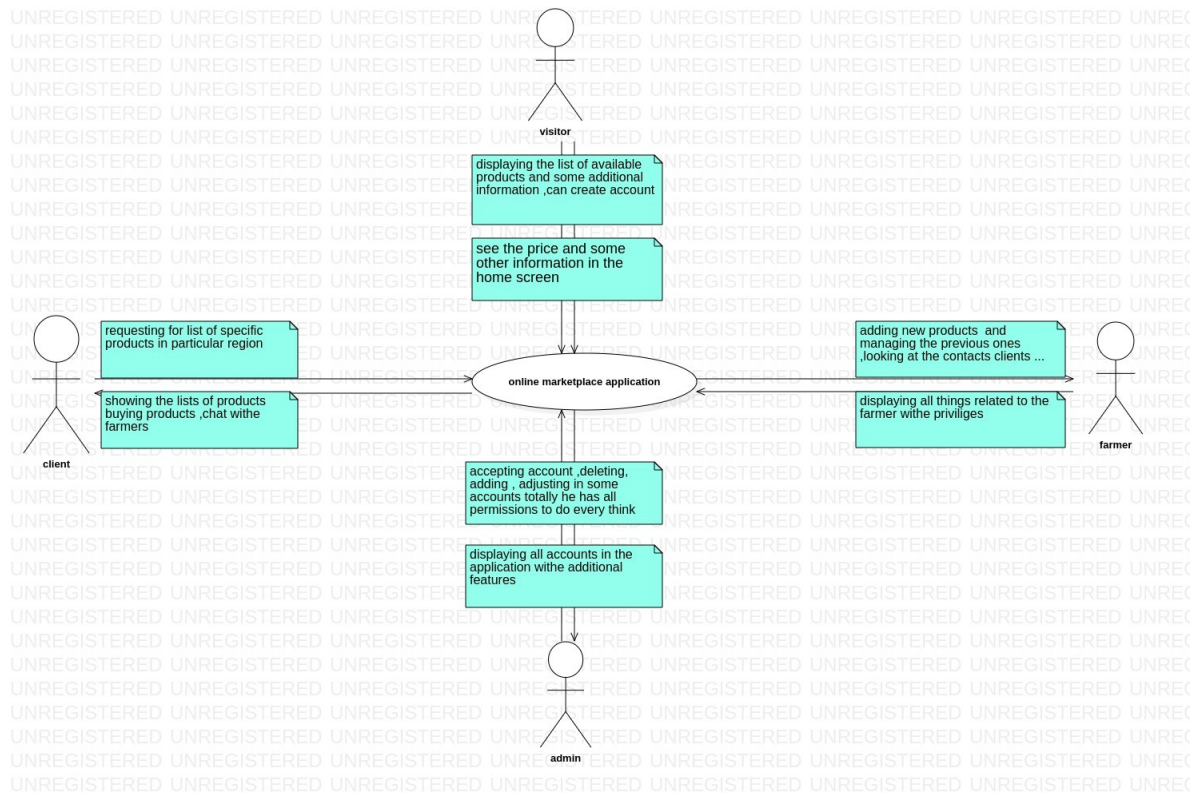 visitor
displaying the list of available
products and some additional
information ,can create account
see the price and some
other information in the
home screen
requesting for list of specific
products in particular region
adding new products  and
managing the previous ones
,looking at the contacts clients ...
online marketplace application
showing the lists of products
buying products ,chat withe
farmers
displaying all things related to the
farmer withe priviliges
client
farmer
accepting account ,deleting,
adding , adjusting in some
accounts totally he has all
permissions to do every think
displaying all accounts in the
application withe additional
features
admin
UNREGISTERED